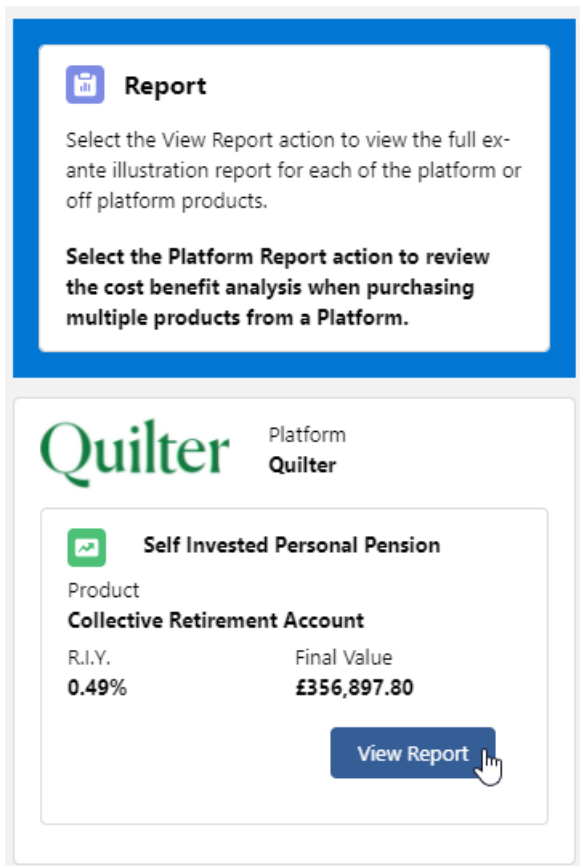 Report
Select the View Report action to view the full ex-
ante illustration report for each of the platform or
off platform products.
Select the Platform Report action to review
the cost benefit analysis when purchasing
multiple products from a Platform.
Quilter
Platform
Quilter
Self Invested Personal Pension
Product
Collective Retirement Account
R.I.Y. Final Value
0.49% £356,897.80
View Report